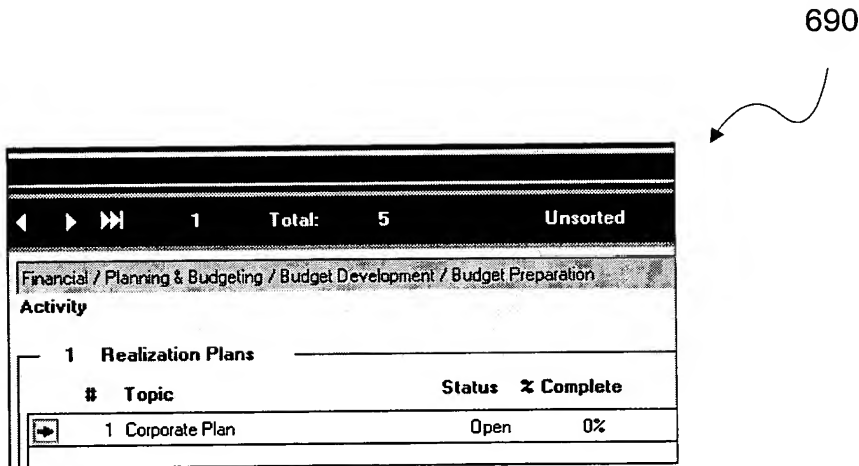 690
1 Total: 5 Unsorted
Financial / Planning & Budgeting / Budget Development / Budget Preparation
Activity
1 Realization Plans
# Topic Status % Complete
1 Corporate Plan Open 0%